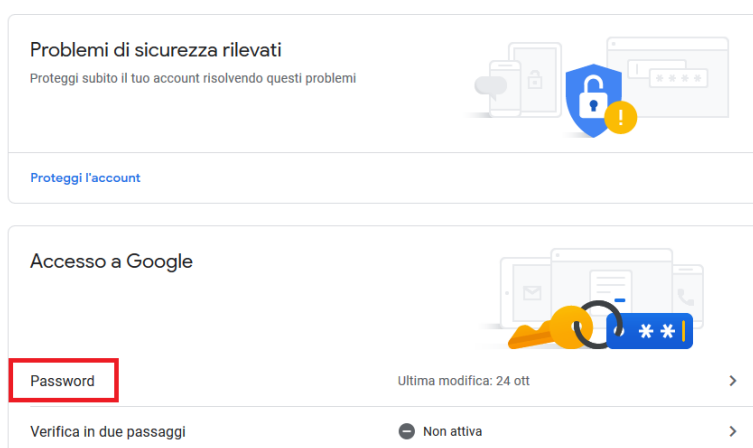 Problemi di sicurezza rilevati
Proteggi subito il tuo account risolvendo questi problemi
Proteggi l'account
Accesso a Google
Password Ultima modifica: 24 ott
Verifica in due passaggi Non attiva